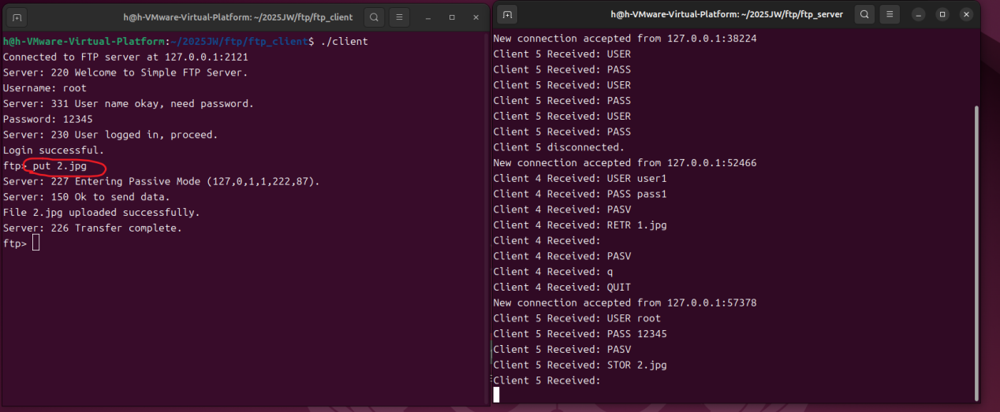 h@h-VMware-Virtual-Platform: ~/2025JW/ftp/ftp_client
h@h-VMware-Virtual-Platform:~/2025JW/ftp/ftp_client$ ./client
Connected to FTP server at 127.0.0.1:2121
Server: 220 Welcome to Simple FTP Server.
Username: root
Server: 331 User name okay, need password.
Password: 12345
Server: 230 User logged in, proceed.
Login successful.
ftp> put 2.jpg
Server: 227 Entering Passive Mode (127,0,1,1,222,87).
Server: 150 Ok to send data.
File 2.jpg uploaded successfully.
Server: 226 Transfer complete.
ftp>
h@h-VMware-Virtual-Platform: ~/2025JW/ftp/ftp_server
New connection accepted from 127.0.0.1:38224
Client 5 Received: USER
Client 5 Received: PASS
Client 5 Received: USER
Client 5 Received: PASS
Client 5 Received: USER
Client 5 Received: PASS
Client 5 disconnected.
New connection accepted from 127.0.0.1:52466
Client 4 Received: USER user1
Client 4 Received: PASS pass1
Client 4 Received: PASV
Client 4 Received: RETR 1.jpg
Client 4 Received:
Client 4 Received: PASV
Client 4 Received: q
Client 4 Received: QUIT
New connection accepted from 127.0.0.1:57378
Client 5 Received: USER root
Client 5 Received: PASS 12345
Client 5 Received: PASV
Client 5 Received: STOR 2.jpg
Client 5 Received: